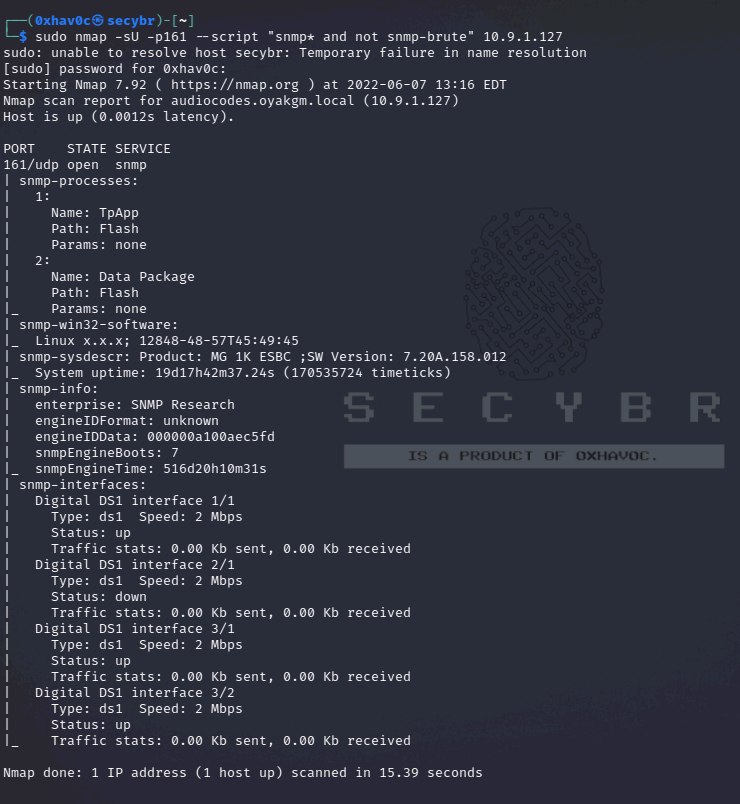 ┌──(0xhav0c㉿secybr)-[~]
└─$ sudo nmap -sU -p161 --script "snmp* and not snmp-brute" 10.9.1.127
sudo: unable to resolve host secybr: Temporary failure in name resolution
[sudo] password for 0xhav0c:
Starting Nmap 7.92 ( https://nmap.org ) at 2022-06-07 13:16 EDT
Nmap scan report for audiocodes.oyakgm.local (10.9.1.127)
Host is up (0.0012s latency).

PORT    STATE SERVICE
161/udp open  snmp
| snmp-processes:
|   1:
|     Name: TpApp
|     Path: Flash
|     Params: none
|   2:
|     Name: Data Package
|     Path: Flash
|_    Params: none
| snmp-win32-software:
|_  Linux x.x.x; 12848-48-57T45:49:45
| snmp-sysdescr: Product: MG 1K ESBC ;SW Version: 7.20A.158.012
|_  System uptime: 19d17h42m37.24s (170535724 timeticks)
| snmp-info:
|   enterprise: SNMP Research
|   engineIDFormat: unknown
|   engineIDData: 000000a100aec5fd
|   snmpEngineBoots: 7
|_  snmpEngineTime: 516d20h10m31s
| snmp-interfaces:
|   Digital DS1 interface 1/1
|     Type: ds1  Speed: 2 Mbps
|     Status: up
|     Traffic stats: 0.00 Kb sent, 0.00 Kb received
|   Digital DS1 interface 2/1
|     Type: ds1  Speed: 2 Mbps
|     Status: down
|     Traffic stats: 0.00 Kb sent, 0.00 Kb received
|   Digital DS1 interface 3/1
|     Type: ds1  Speed: 2 Mbps
|     Status: up
|     Traffic stats: 0.00 Kb sent, 0.00 Kb received
|   Digital DS1 interface 3/2
|     Type: ds1  Speed: 2 Mbps
|     Status: up
|_    Traffic stats: 0.00 Kb sent, 0.00 Kb received

Nmap done: 1 IP address (1 host up) scanned in 15.39 seconds
SECYBR
IS A PRODUCT OF 0XHAV0C.